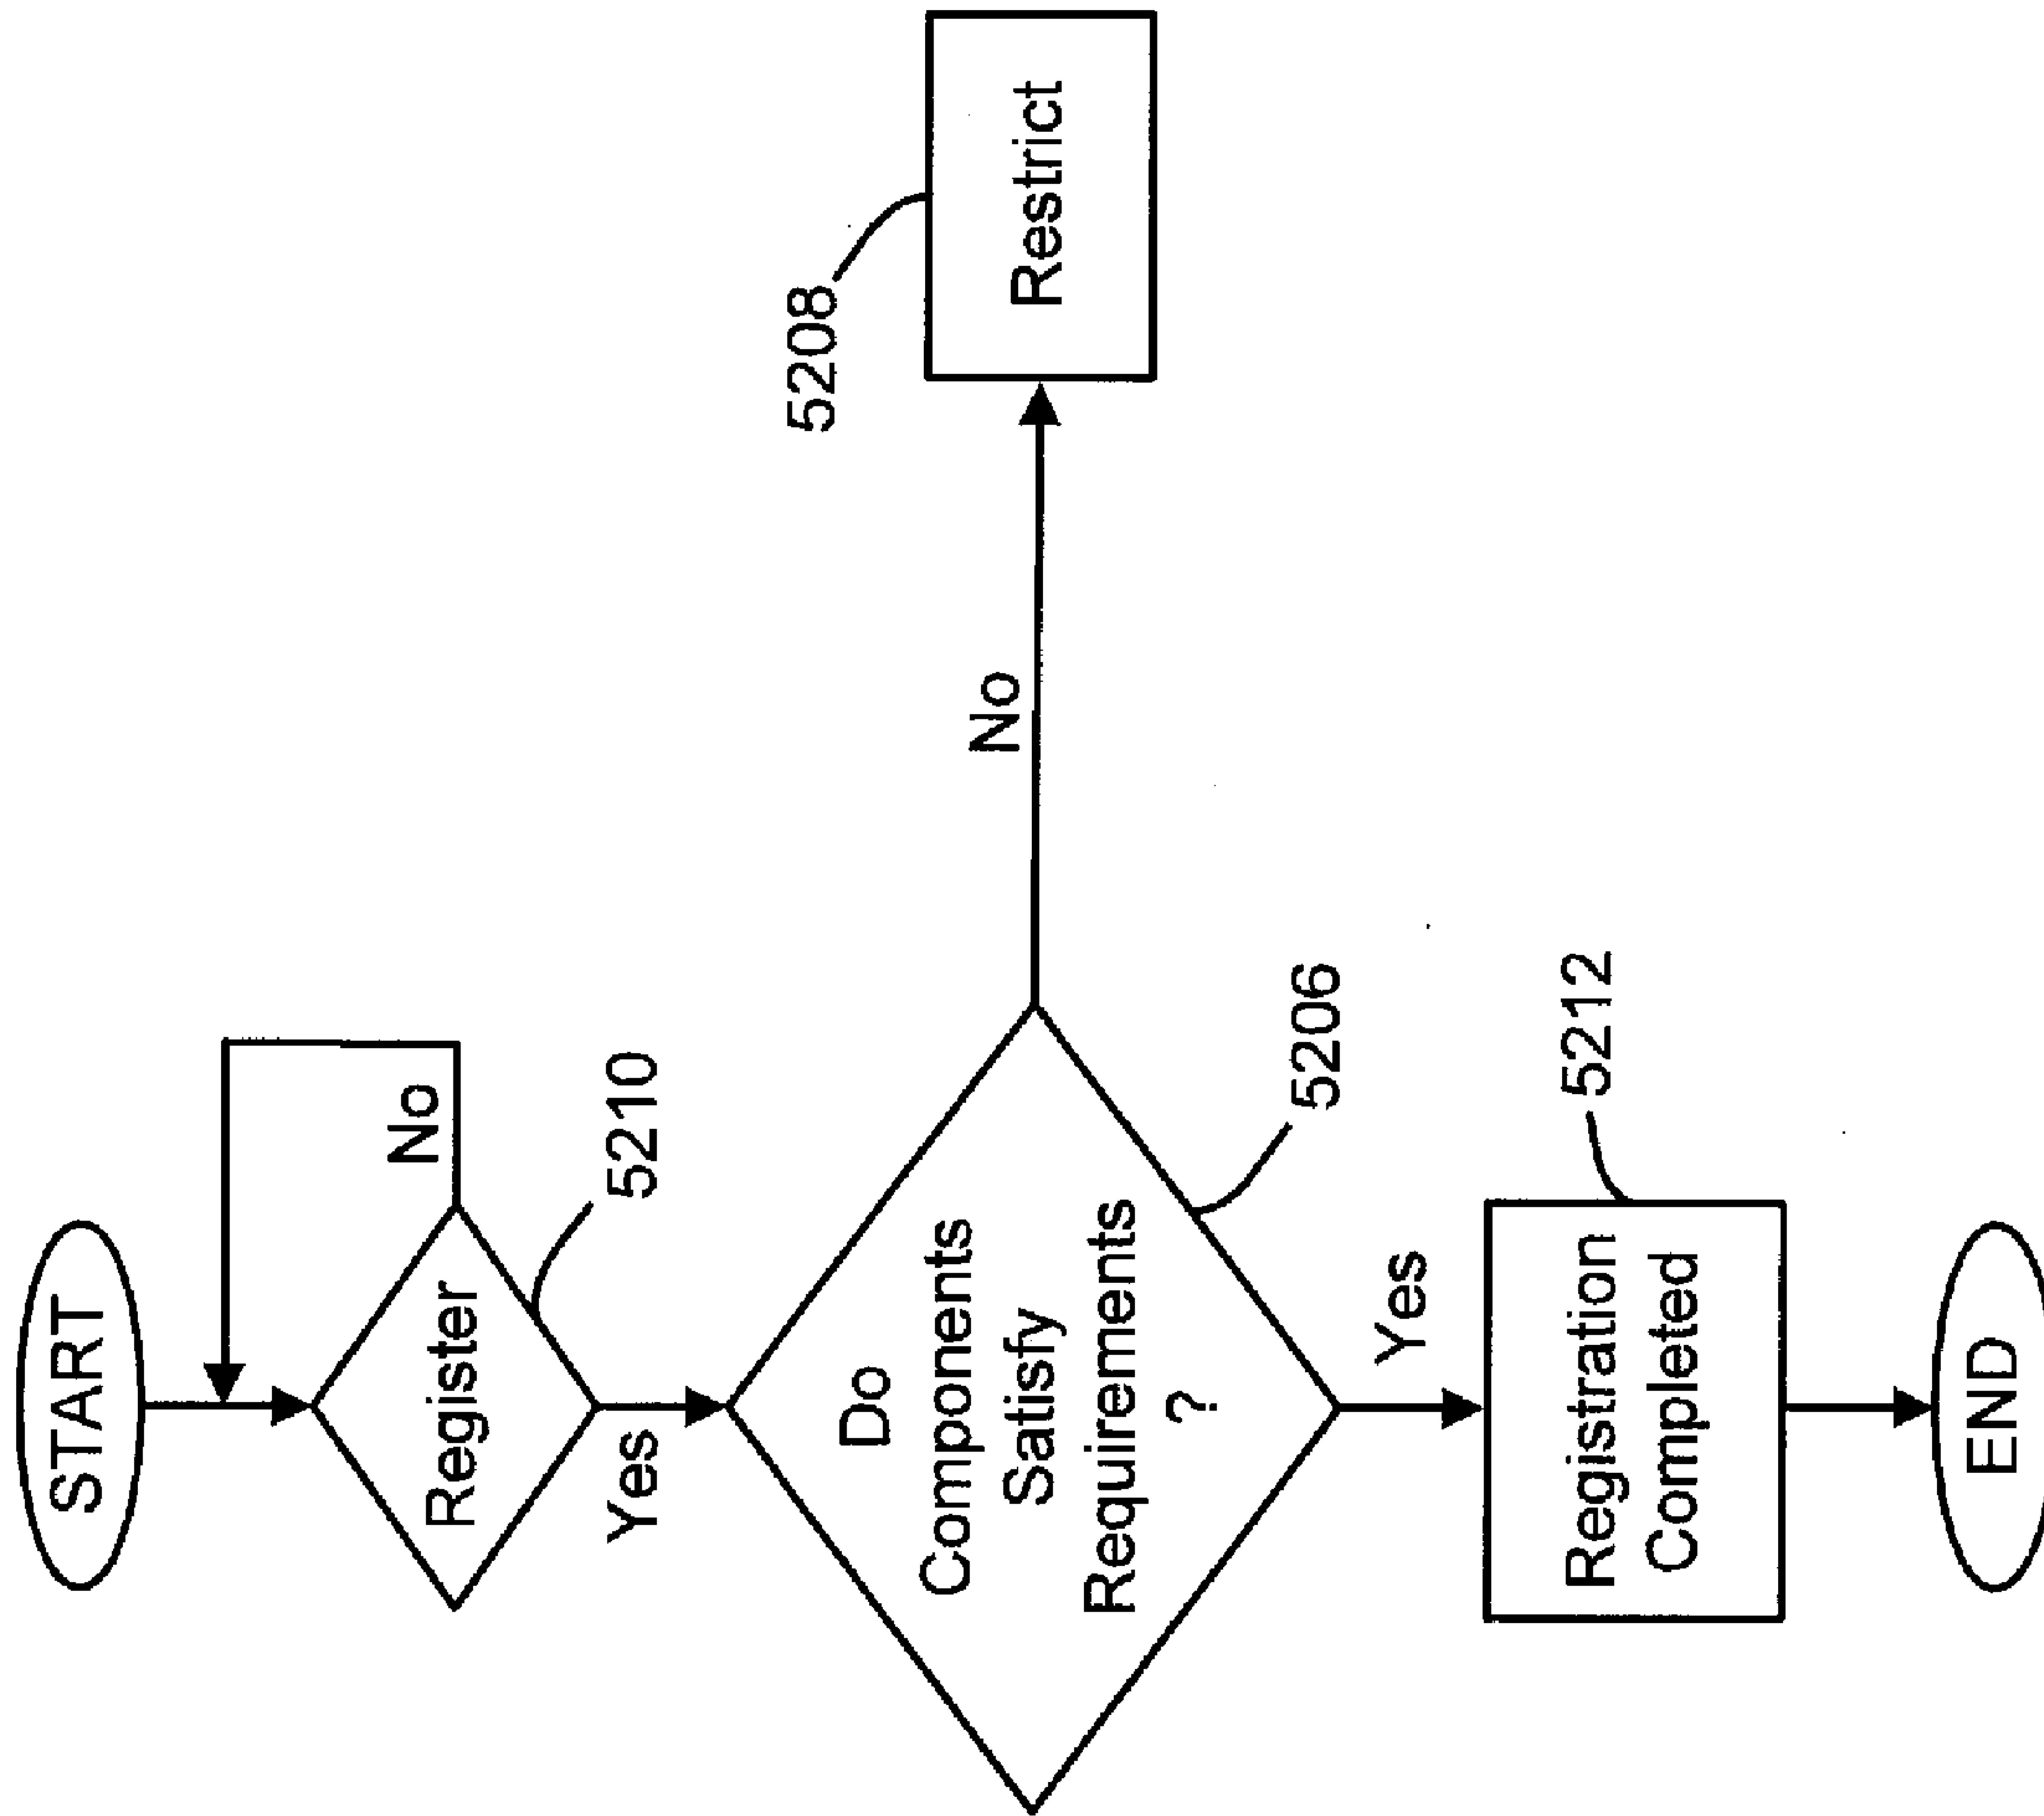 START
No
Register
5210
Yes
Do
Components
Satisfy
Requirements
?
5206
No
5208
Restrict
Yes
5212
Registration
Completed
END